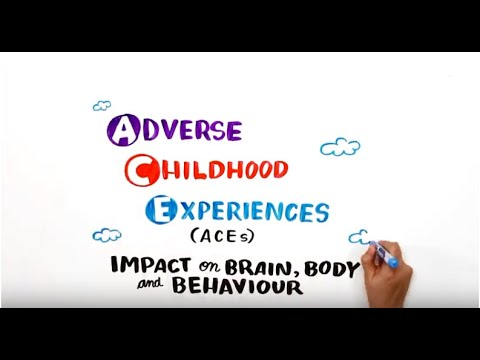 ADVERSE
CHILDHOOD
EXPERIENCES
(ACEs)
IMPACT on BRAIN, BODY
and BEHAVIOUR